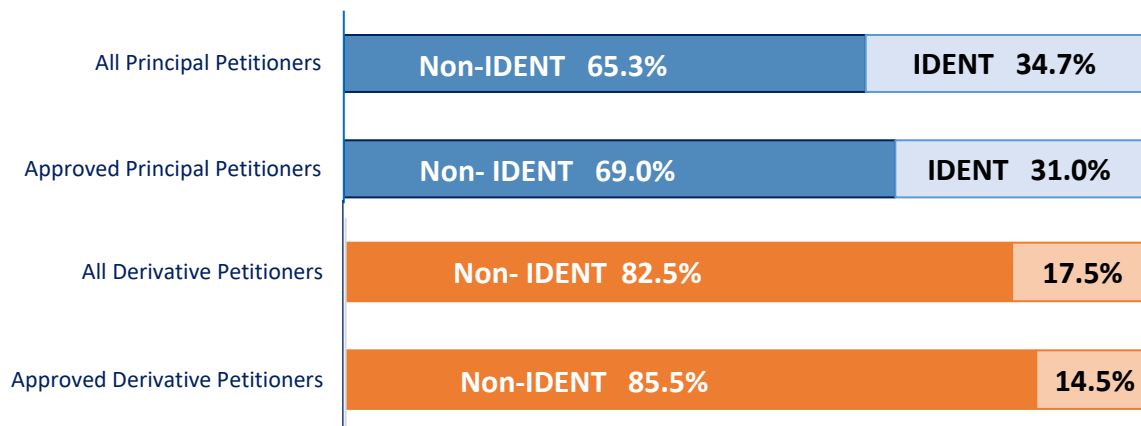 All Principal Petitioners Non-IDENT 65.3% IDENT 34.7%
Approved Principal Petitioners Non- IDENT 69.0% IDENT 31.0%
All Derivative Petitioners Non- IDENT 82.5% 17.5%
Approved Derivative Petitioners Non-IDENT 85.5% 14.5%